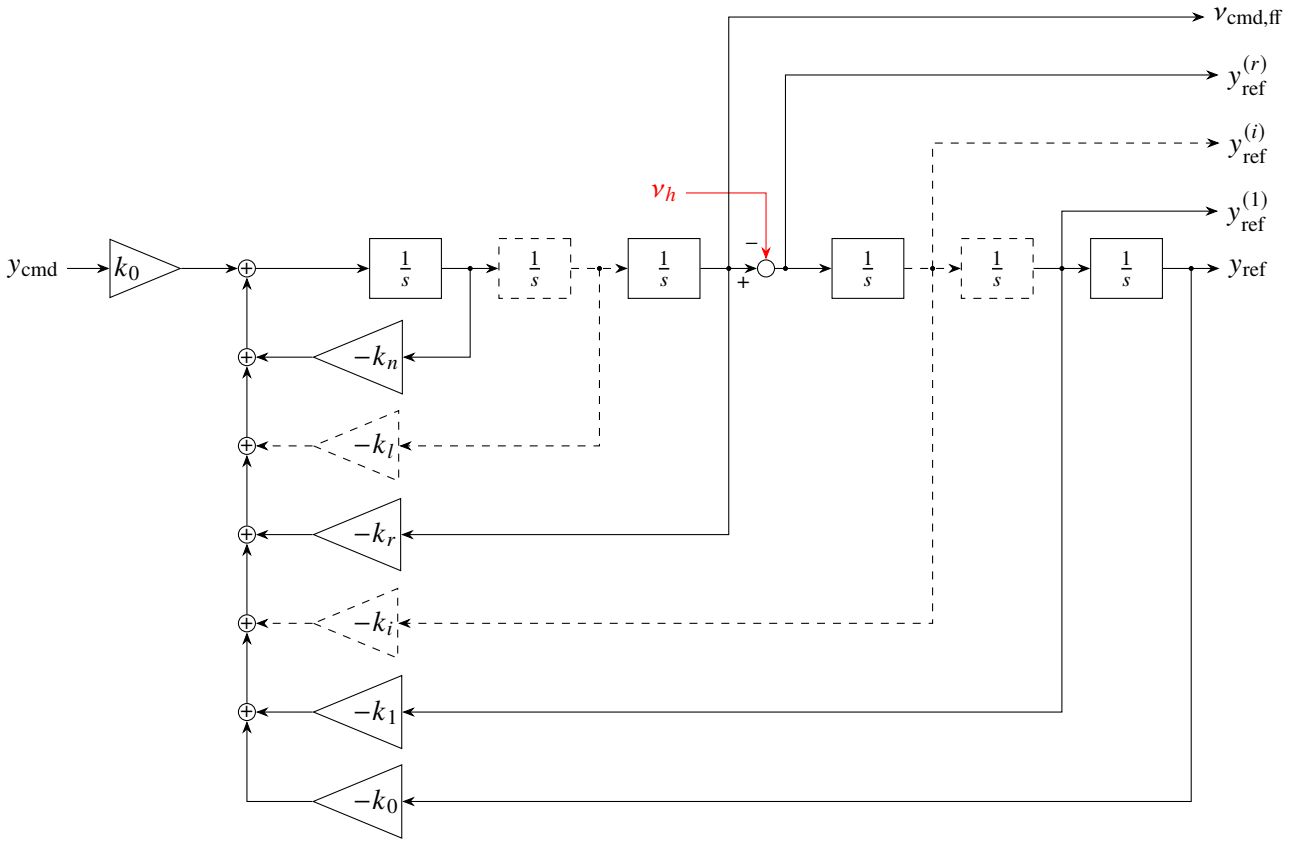 ν_cmd,ff
y_ref^(r)
y_ref^(i)
ν_h
y_ref^(1)
−
y_cmd
k_0
+
1/s
1/s
1/s
+
1/s
1/s
1/s
y_ref
+
−k_n
+
−k_l
+
−k_r
+
−k_i
+
−k_1
−k_0